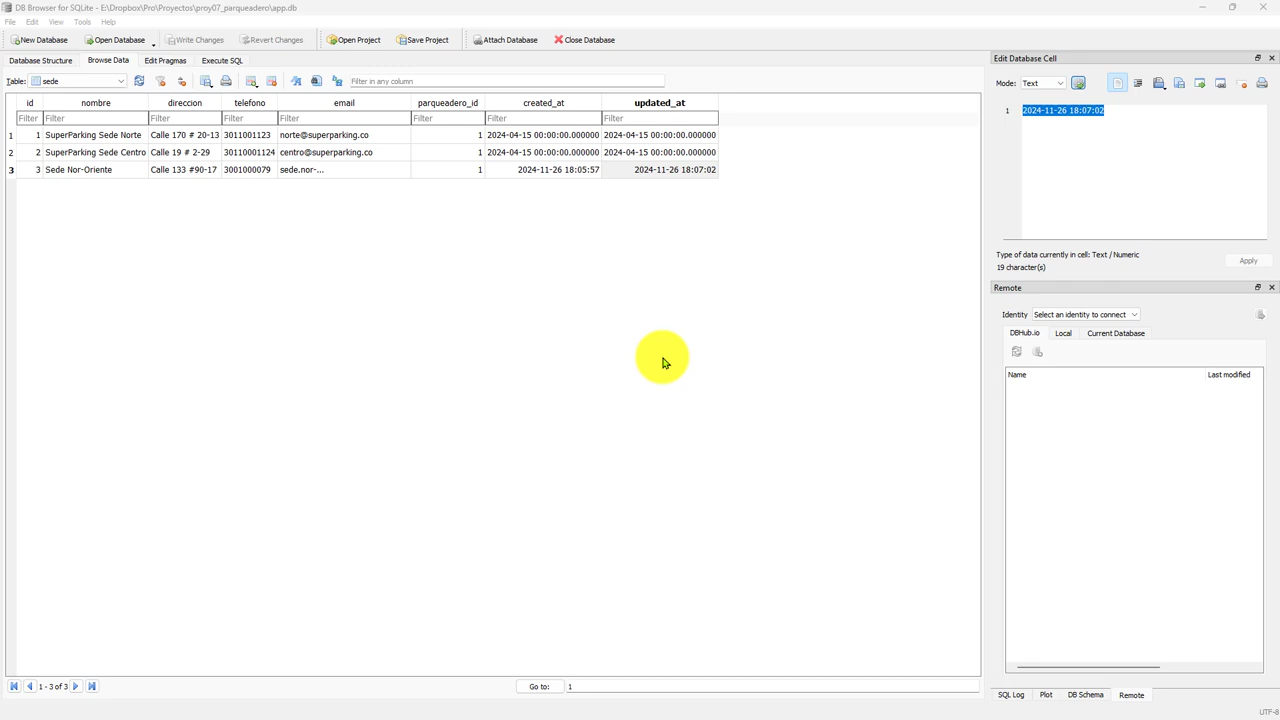 DB Browser for SQLite - E:\Dropbox\Pro\Proyectos\proy07_parqueadero\app.db
File Edit View Tools Help
New Database Open Database Write Changes Revert Changes Open Project Save Project Attach Database Close Database
Database Structure Browse Data Edit Pragmas Execute SQL
Table: sede Filter in any column
id nombre direccion telefono email parqueadero_id created_at updated_at
Filter Filter Filter Filter Filter Filter Filter Filter
1 1 SuperParking Sede Norte Calle 170 # 20-13 3011001123 norte@superparking.co 1 2024-04-15 00:00:00.000000 2024-04-15 00:00:00.000000
2 2 SuperParking Sede Centro Calle 19 # 2-29 30110001124 centro@superparking.co 1 2024-04-15 00:00:00.000000 2024-04-15 00:00:00.000000
3 3 Sede Nor-Oriente Calle 133 #90-17 3001000079 sede.nor-... 1 2024-11-26 18:05:57 2024-11-26 18:07:02
1 - 3 of 3 Go to: 1
Edit Database Cell
Mode: Text
1 2024-11-26 18:07:02
Type of data currently in cell: Text / Numeric
19 character(s)
Apply
Remote
Identity Select an identity to connect
DBHub.io Local Current Database
Name Last modified
SQL Log Plot DB Schema Remote
UTF-8